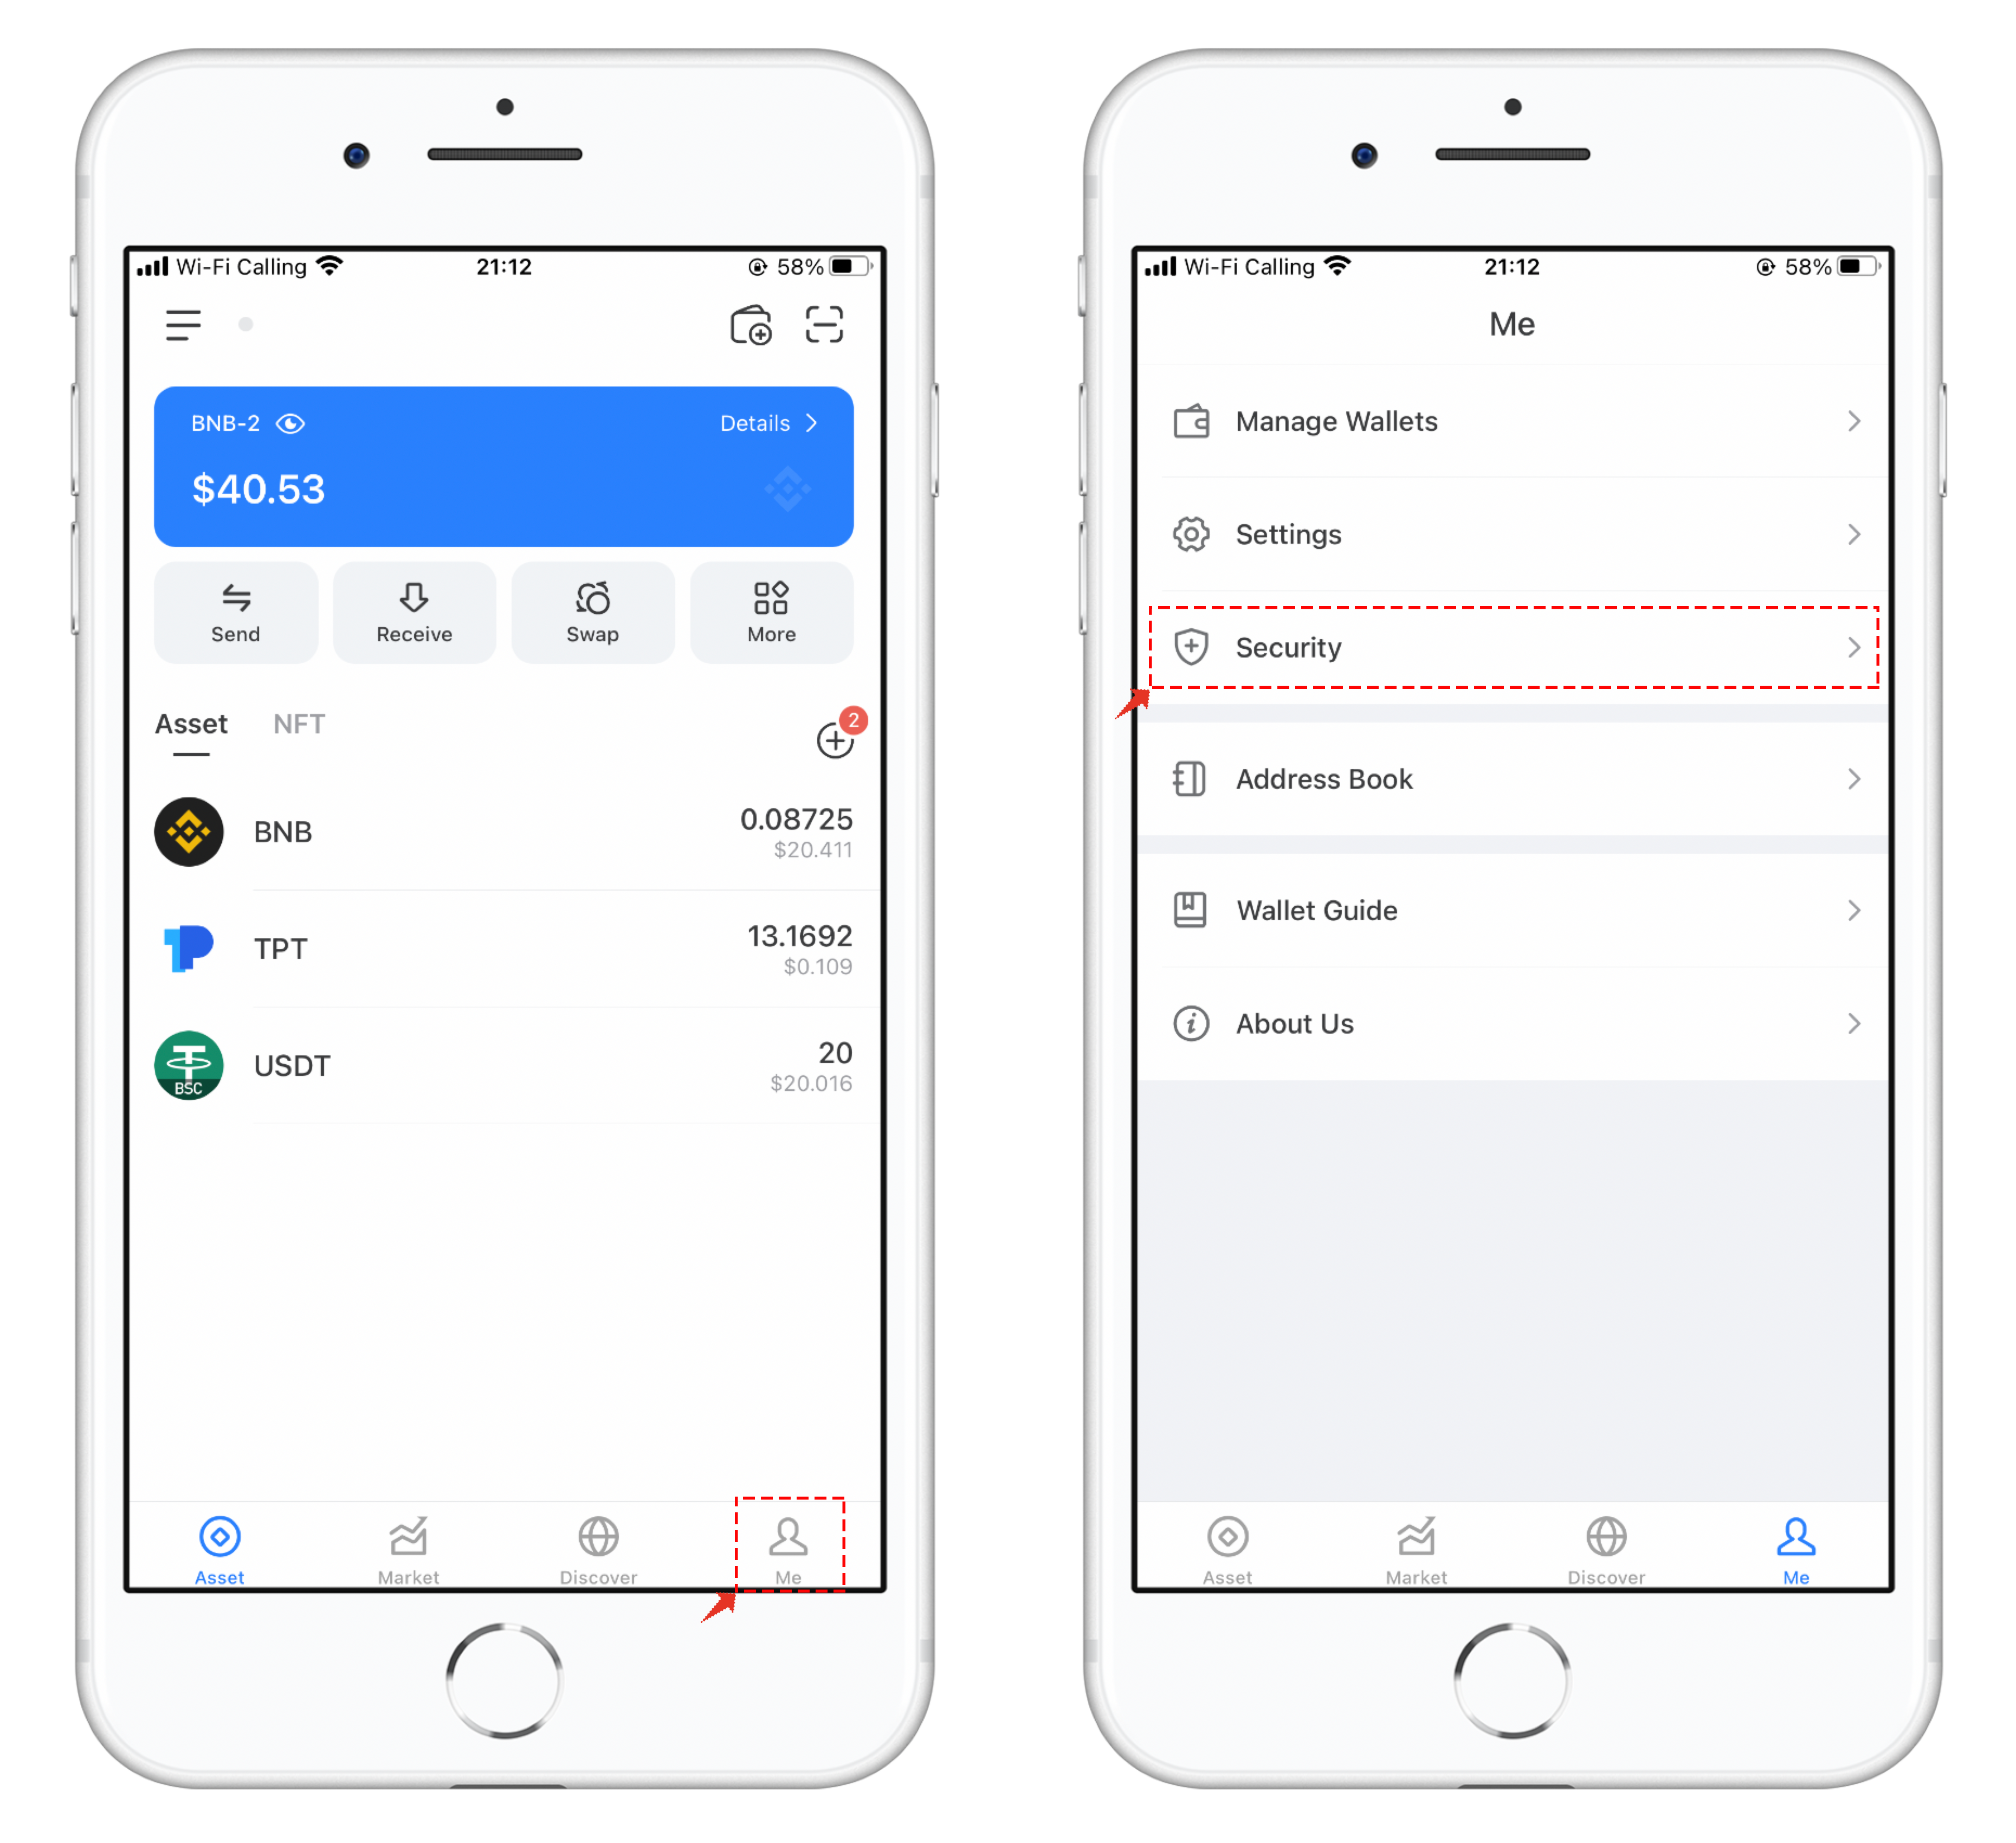 Wi-Fi Calling 21:12 58%
BNB-2 Details
$40.53
Send Receive Swap More
Asset NFT 2
BNB 0.08725
$20.411
TPT 13.1692
$0.109
USDT 20
BSC $20.016
Asset Market Discover Me
Wi-Fi Calling 21:12 58%
Me
Manage Wallets
Settings
Security
Address Book
Wallet Guide
About Us
Asset Market Discover Me